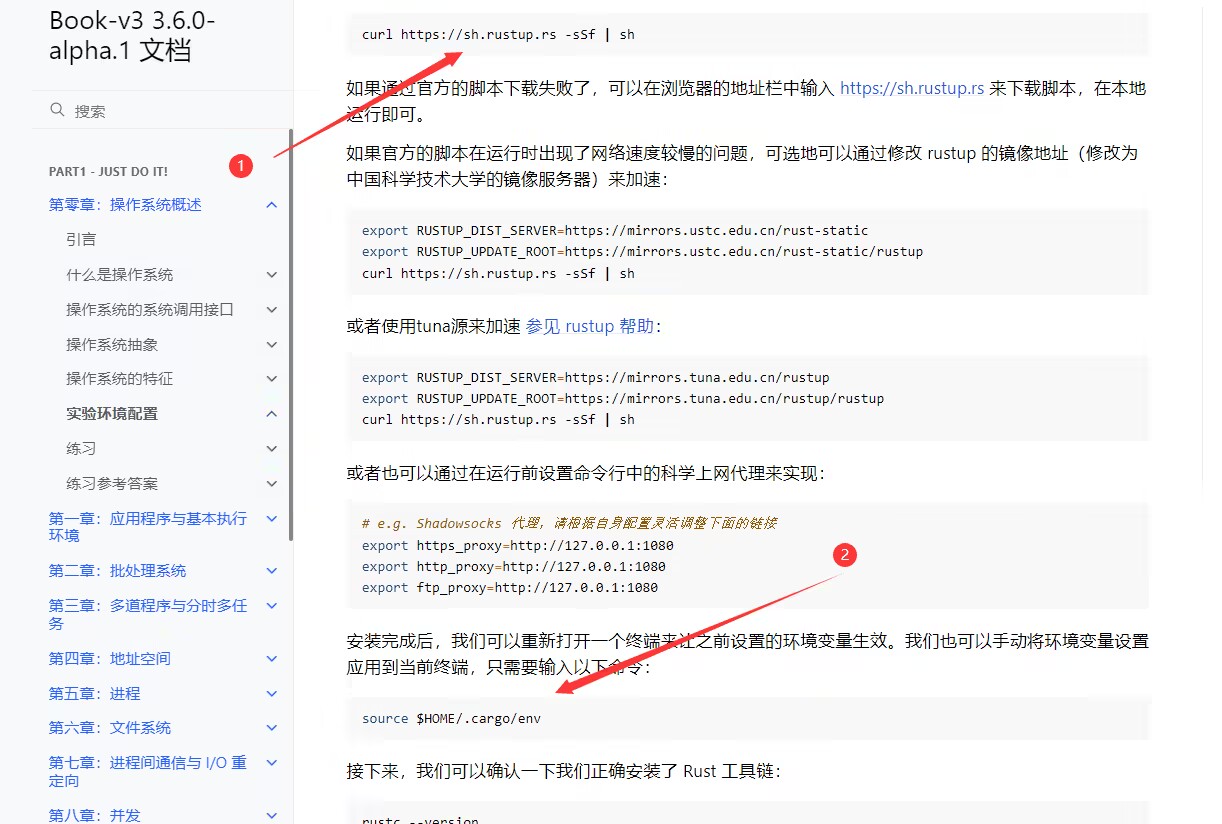 Book-v3 3.6.0-
alpha.1 文档
搜索
PART1 - JUST DO IT!
第零章：操作系统概述
引言
什么是操作系统
操作系统的系统调用接口
操作系统抽象
操作系统的特征
实验环境配置
练习
练习参考答案
第一章：应用程序与基本执行
环境
第二章：批处理系统
第三章：多道程序与分时多任
务
第四章：地址空间
第五章：进程
第六章：文件系统
第七章：进程间通信与 I/O 重
定向
第八章：并发
1
curl https://sh.rustup.rs -sSf | sh
如果通过官方的脚本下载失败了，可以在浏览器的地址栏中输入 https://sh.rustup.rs 来下载脚本，在本地
运行即可。
如果官方的脚本在运行时出现了网络速度较慢的问题，可选地可以通过修改 rustup 的镜像地址（修改为
中国科学技术大学的镜像服务器）来加速：
export RUSTUP_DIST_SERVER=https://mirrors.ustc.edu.cn/rust-static
export RUSTUP_UPDATE_ROOT=https://mirrors.ustc.edu.cn/rust-static/rustup
curl https://sh.rustup.rs -sSf | sh
或者使用tuna源来加速 参见 rustup 帮助：
export RUSTUP_DIST_SERVER=https://mirrors.tuna.edu.cn/rustup
export RUSTUP_UPDATE_ROOT=https://mirrors.tuna.edu.cn/rustup/rustup
curl https://sh.rustup.rs -sSf | sh
或者也可以通过在运行前设置命令行中的科学上网代理来实现：
# e.g. Shadowsocks 代理，请根据自身配置灵活调整下面的链接
export https_proxy=http://127.0.0.1:1080
export http_proxy=http://127.0.0.1:1080
export ftp_proxy=http://127.0.0.1:1080
2
安装完成后，我们可以重新打开一个终端来让之前设置的环境变量生效。我们也可以手动将环境变量设置
应用到当前终端，只需要输入以下命令：
source $HOME/.cargo/env
接下来，我们可以确认一下我们正确安装了 Rust 工具链：
rustc --version